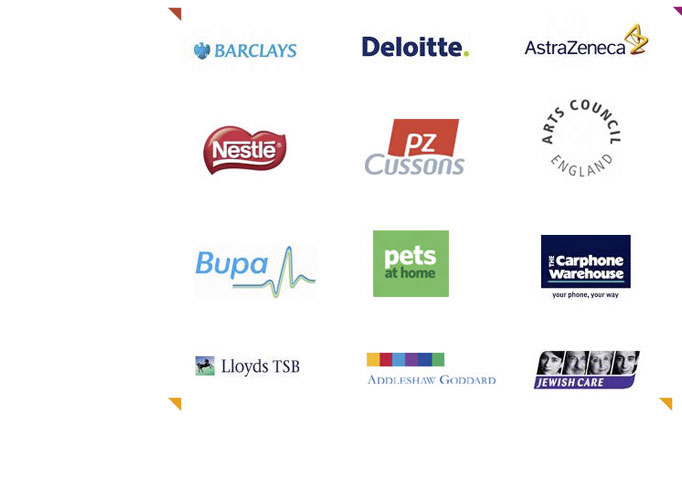 BARCLAYS
Deloitte.
AstraZeneca
Nestlé®
PZ
Cussons
ARTS COUNCIL
ENGLAND
Bupa
pets
at home
THE Carphone
Warehouse
your phone, your way
Lloyds TSB
ADDLESHAW GODDARD
JEWISH CARE